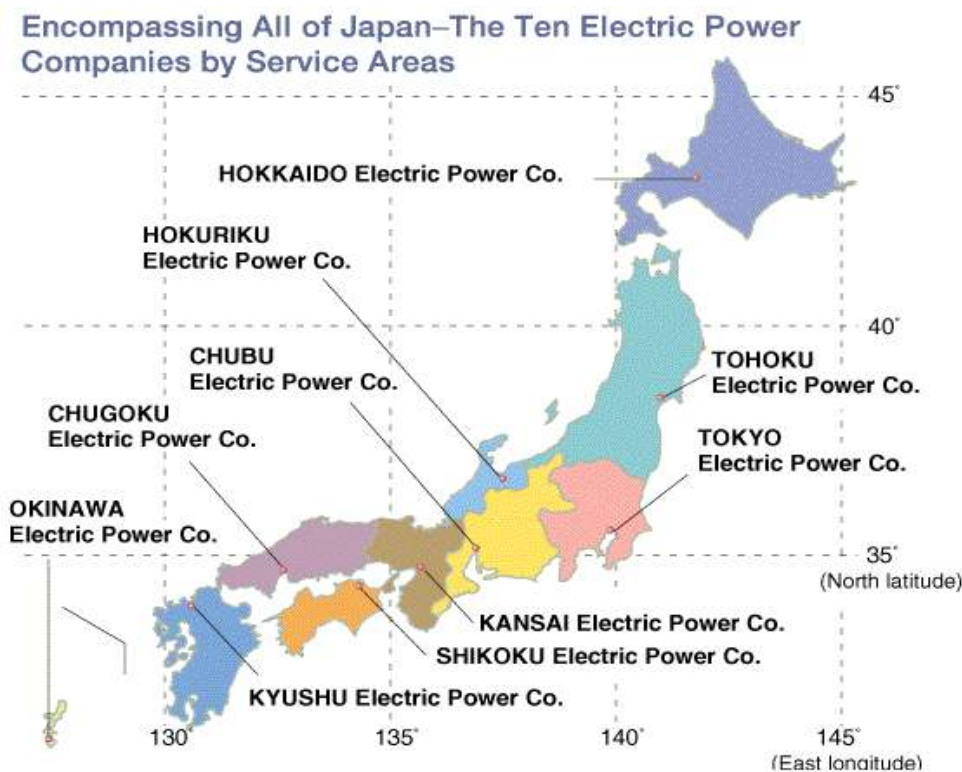 Encompassing All of Japan–The Ten Electric Power
Companies by Service Areas
45°
HOKKAIDO Electric Power Co.
HOKURIKU
Electric Power Co.
40°
CHUBU
Electric Power Co.
TOHOKU
Electric Power Co.
CHUGOKU
Electric Power Co.
TOKYO
Electric Power Co.
OKINAWA
Electric Power Co.
35°
(North latitude)
KANSAI Electric Power Co.
SHIKOKU Electric Power Co.
KYUSHU Electric Power Co.
130°
135°
140°
145°
(East longitude)